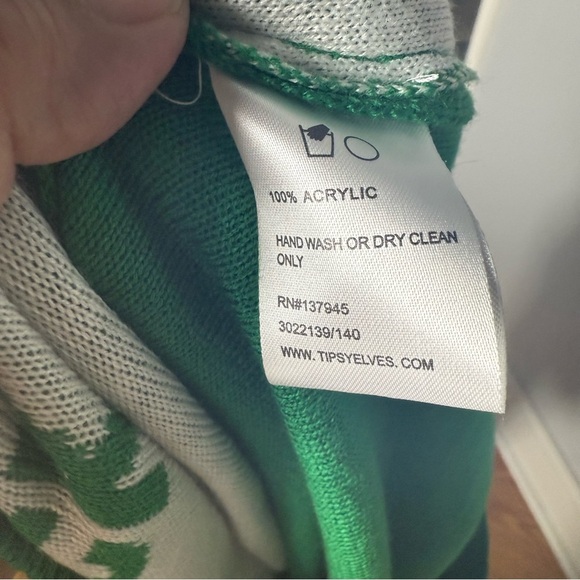 100% ACRYLIC
HAND WASH OR DRY CLEAN
ONLY
RN#137945
3022139/140
WWW. TIPSYELVES. COM